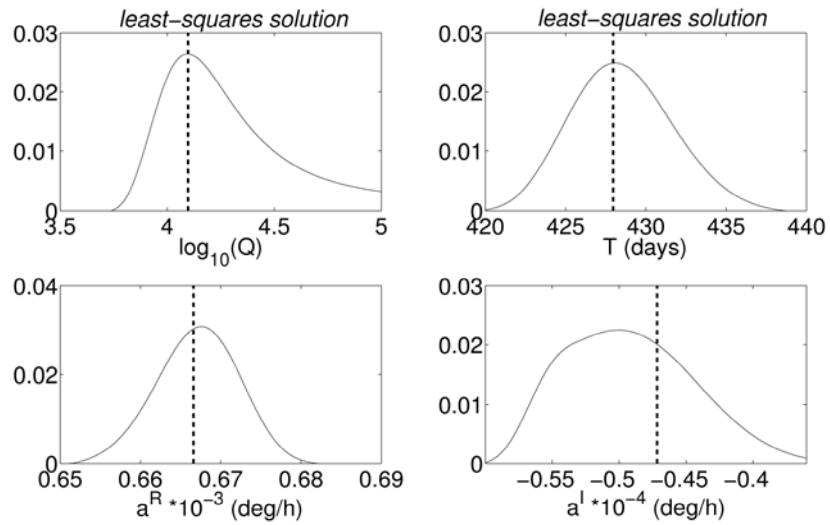 least-squares solution
least-squares solution
0.03
0.02
0.01
0
3.5 4 4.5 5
log10(Q)
0.03
0.02
0.01
0
420 425 430 435 440
T (days)
0.04
0.02
0
0.65 0.66 0.67 0.68 0.69
a^R *10^-3 (deg/h)
0.03
0.02
0.01
0
-0.55 -0.5 -0.45 -0.4
a^I *10^-4 (deg/h)